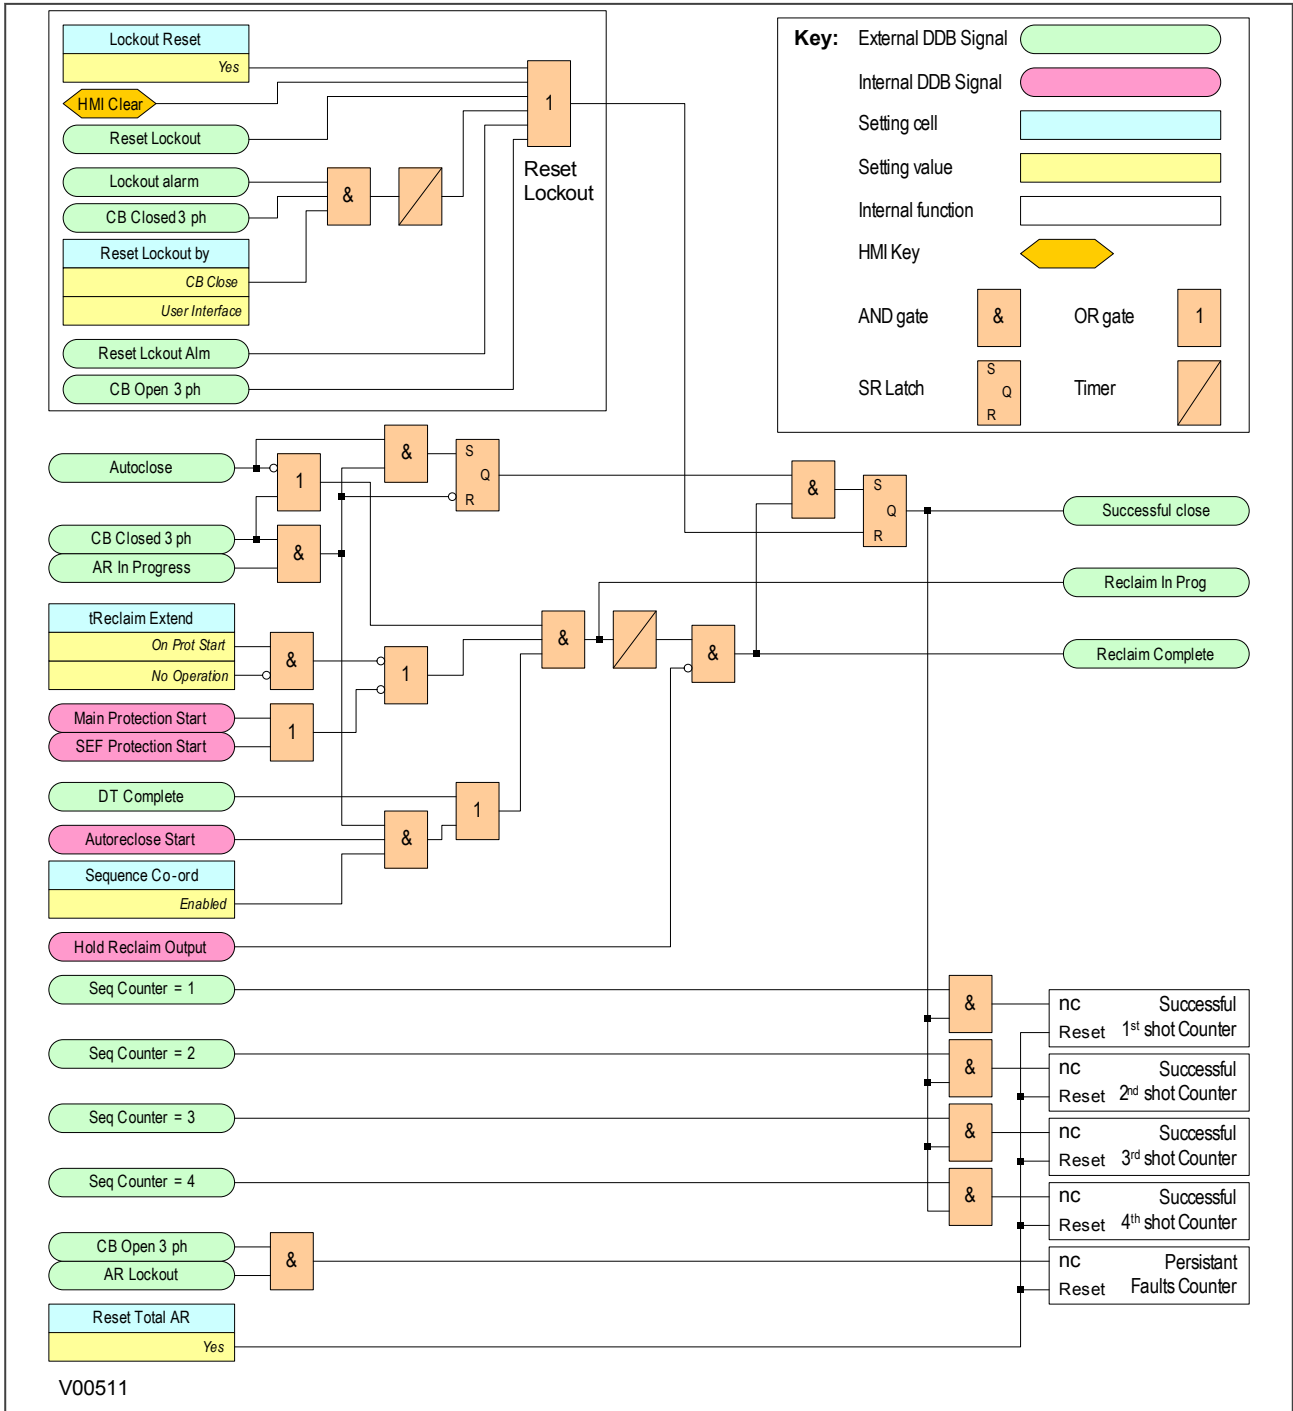 Lockout Reset
Yes
HMI Clear
Reset Lockout
Lockout alarm
CB Closed 3 ph
Reset Lockout by
CB Close
User Interface
Reset Lckout Alm
CB Open 3 ph
&
1
Reset
Lockout
Key:
External DDB Signal
Internal DDB Signal
Setting cell
Setting value
Internal function
HMI Key
AND gate
&
OR gate
1
SR Latch
S
Q
R
Timer
Autoclose
1
&
S
Q
R
CB Closed 3 ph
AR In Progress
&
&
S
Q
R
Successful close
Reclaim In Prog
Reclaim Complete
tReclaim Extend
On Prot Start
No Operation
&
1
&
&
Main Protection Start
SEF Protection Start
1
DT Complete
1
Autoreclose Start
&
Sequence Co-ord
Enabled
Hold Reclaim Output
Seq Counter = 1
&
nc Successful
Reset 1st shot Counter
Seq Counter = 2
&
nc Successful
Reset 2nd shot Counter
Seq Counter = 3
&
nc Successful
Reset 3rd shot Counter
Seq Counter = 4
&
nc Successful
Reset 4th shot Counter
CB Open 3 ph
AR Lockout
&
nc Persistant
Reset Faults Counter
Reset Total AR
Yes
V00511